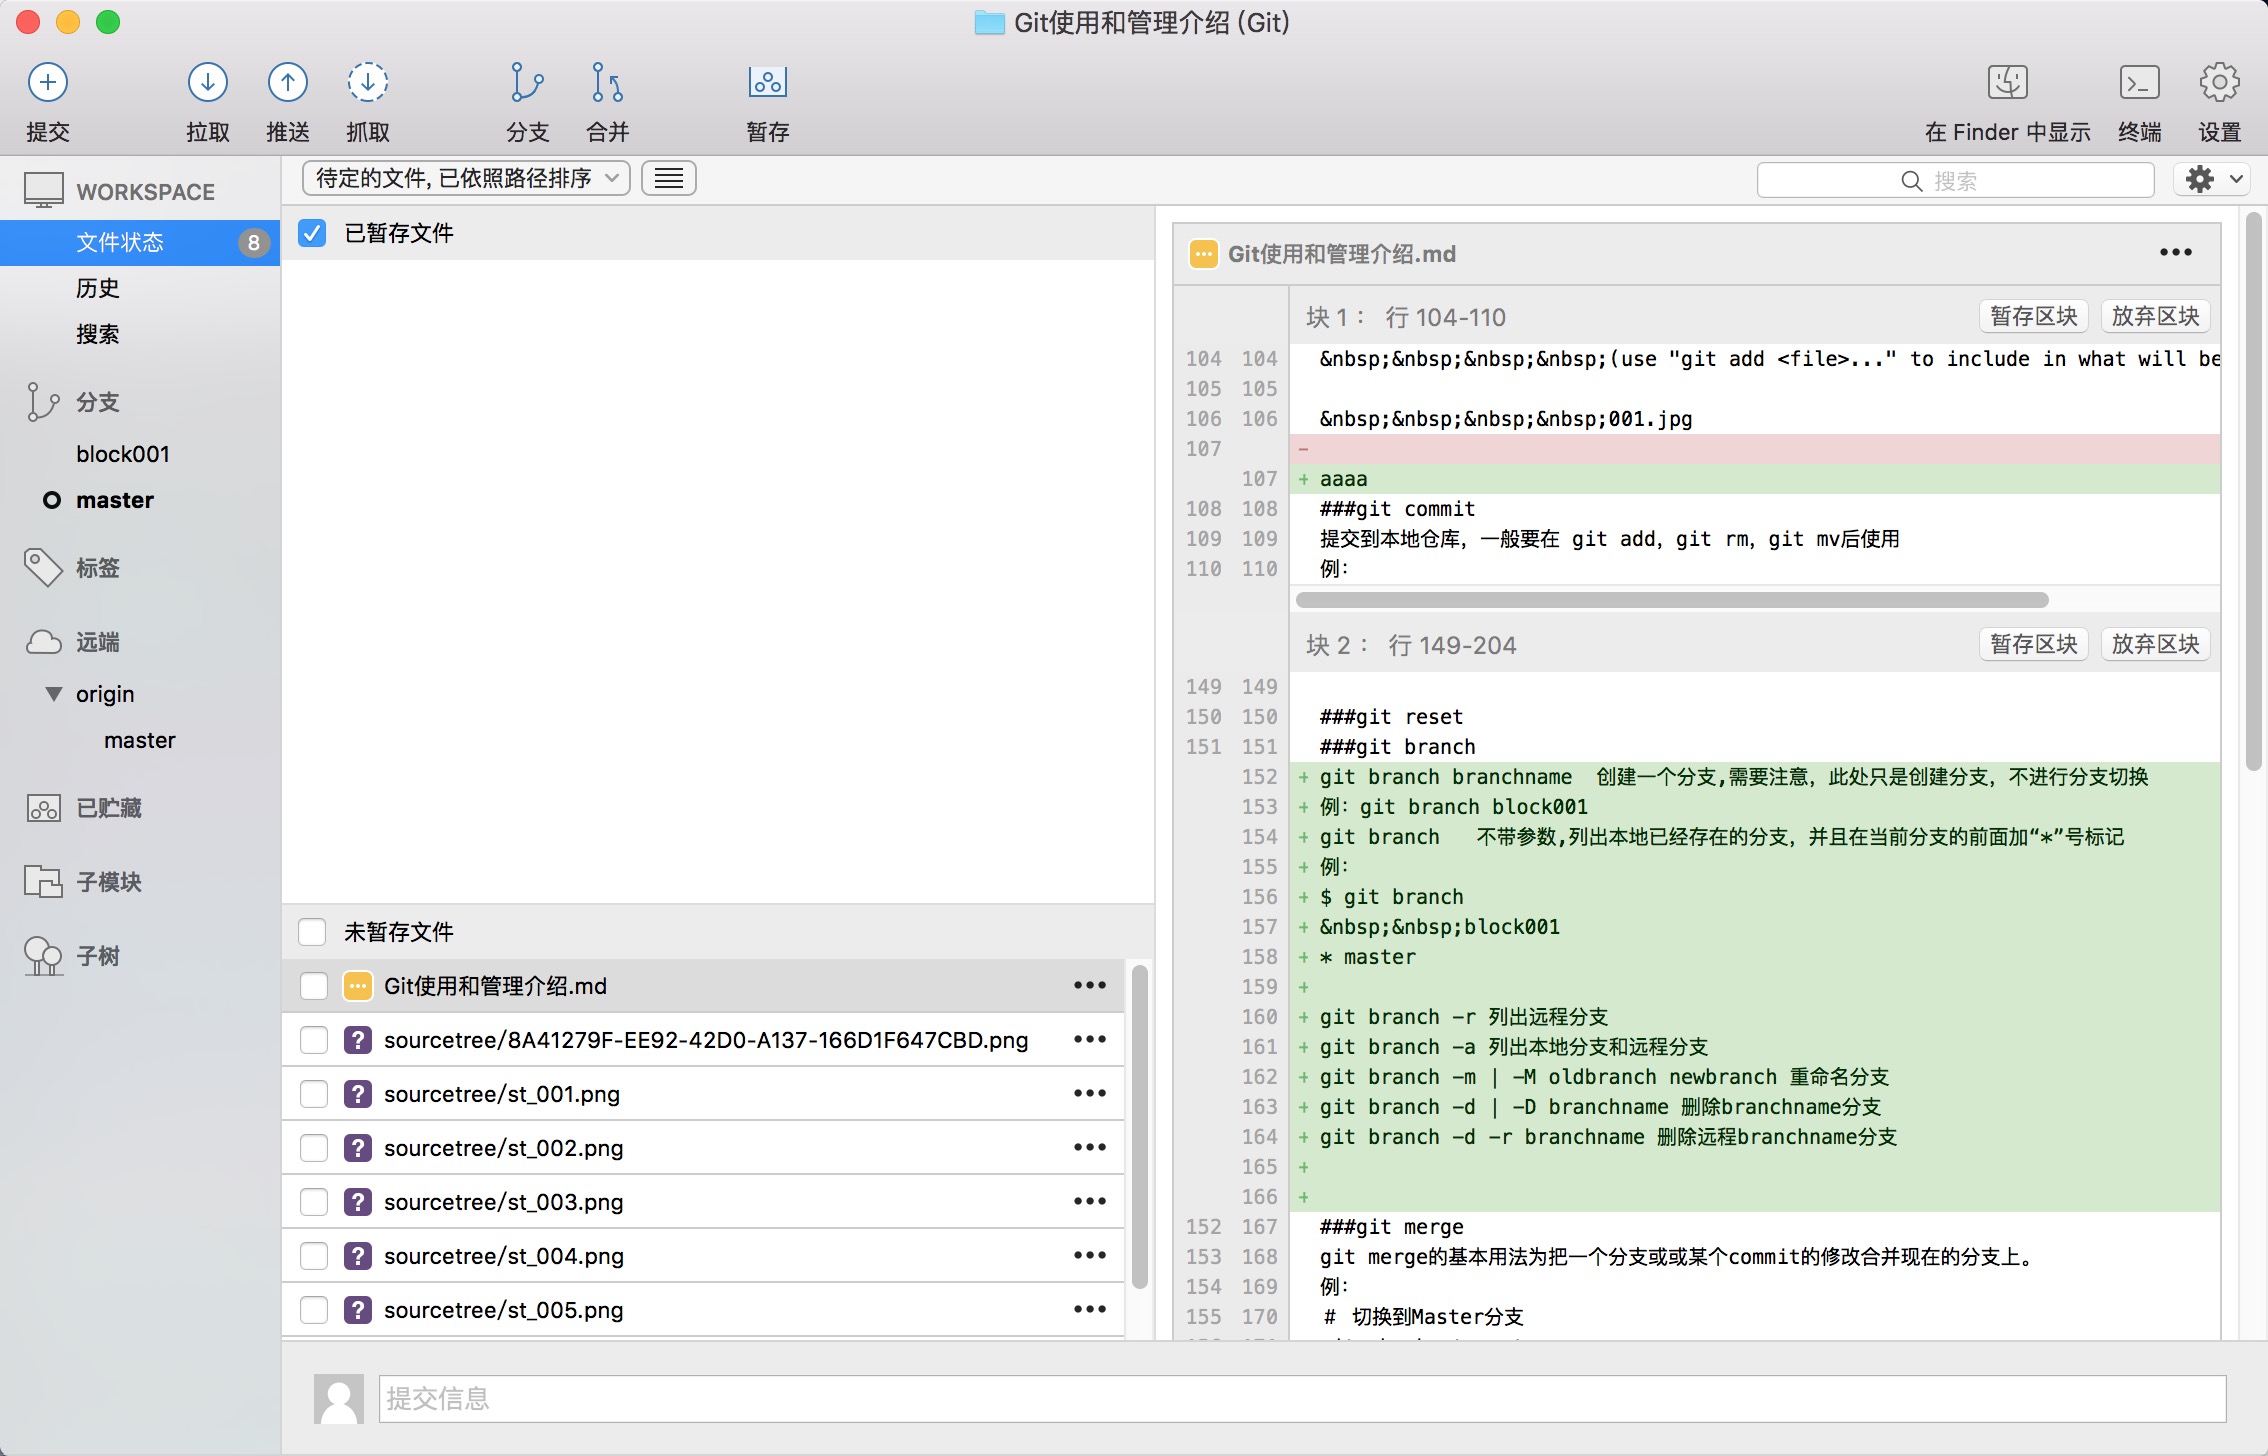 Git使用和管理介绍 (Git)
提交 拉取 推送 抓取 分支 合并 暂存 在 Finder 中显示 终端 设置
WORKSPACE
文件状态 8
历史
搜索
分支
block001
master
标签
远端
origin
master
已贮藏
子模块
子树
待定的文件, 已依照路径排序
搜索
已暂存文件
未暂存文件
Git使用和管理介绍.md
sourcetree/8A41279F-EE92-42D0-A137-166D1F647CBD.png
sourcetree/st_001.png
sourcetree/st_002.png
sourcetree/st_003.png
sourcetree/st_004.png
sourcetree/st_005.png
Git使用和管理介绍.md
块 1： 行 104-110 暂存区块 放弃区块
104 104 &nbsp;&nbsp;&nbsp;&nbsp;(use "git add <file>..." to include in what will be
105 105
106 106 &nbsp;&nbsp;&nbsp;&nbsp;001.jpg
107 -
107 + aaaa
108 108 ###git commit
109 109 提交到本地仓库，一般要在 git add，git rm，git mv后使用
110 110 例：
块 2： 行 149-204 暂存区块 放弃区块
149 149
150 150 ###git reset
151 151 ###git branch
152 + git branch branchname  创建一个分支,需要注意，此处只是创建分支，不进行分支切换
153 + 例：git branch block001
154 + git branch   不带参数,列出本地已经存在的分支，并且在当前分支的前面加“*”号标记
155 + 例：
156 + $ git branch
157 + &nbsp;&nbsp;block001
158 + * master
159 +
160 + git branch -r 列出远程分支
161 + git branch -a 列出本地分支和远程分支
162 + git branch -m | -M oldbranch newbranch 重命名分支
163 + git branch -d | -D branchname 删除branchname分支
164 + git branch -d -r branchname 删除远程branchname分支
165 +
166 +
152 167 ###git merge
153 168 git merge的基本用法为把一个分支或或某个commit的修改合并现在的分支上。
154 169 例：
155 170 # 切换到Master分支
提交信息